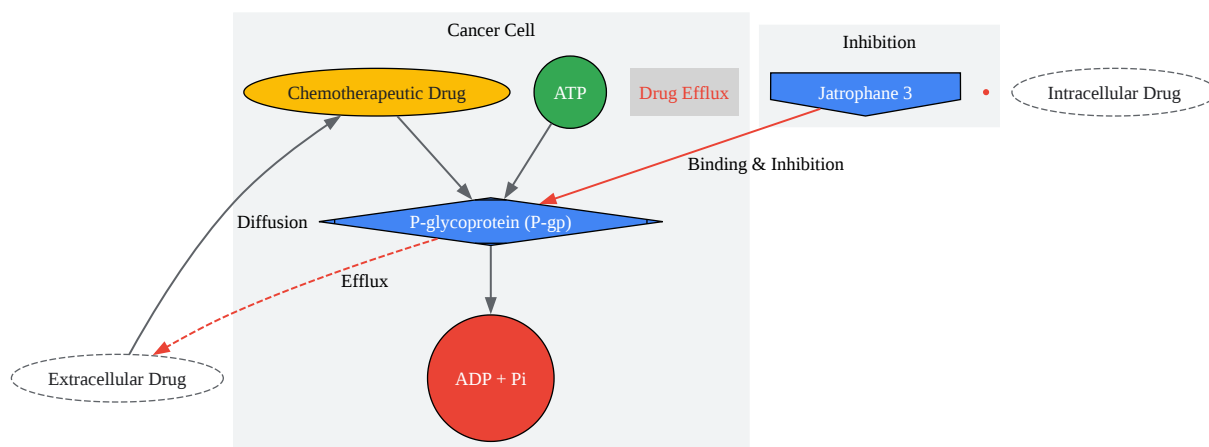 Cancer Cell
Inhibition
Chemotherapeutic Drug
ATP
Drug Efflux
Jatrophane 3
Intracellular Drug
Binding & Inhibition
Diffusion
P-glycoprotein (P-gp)
Efflux
Extracellular Drug
ADP + Pi